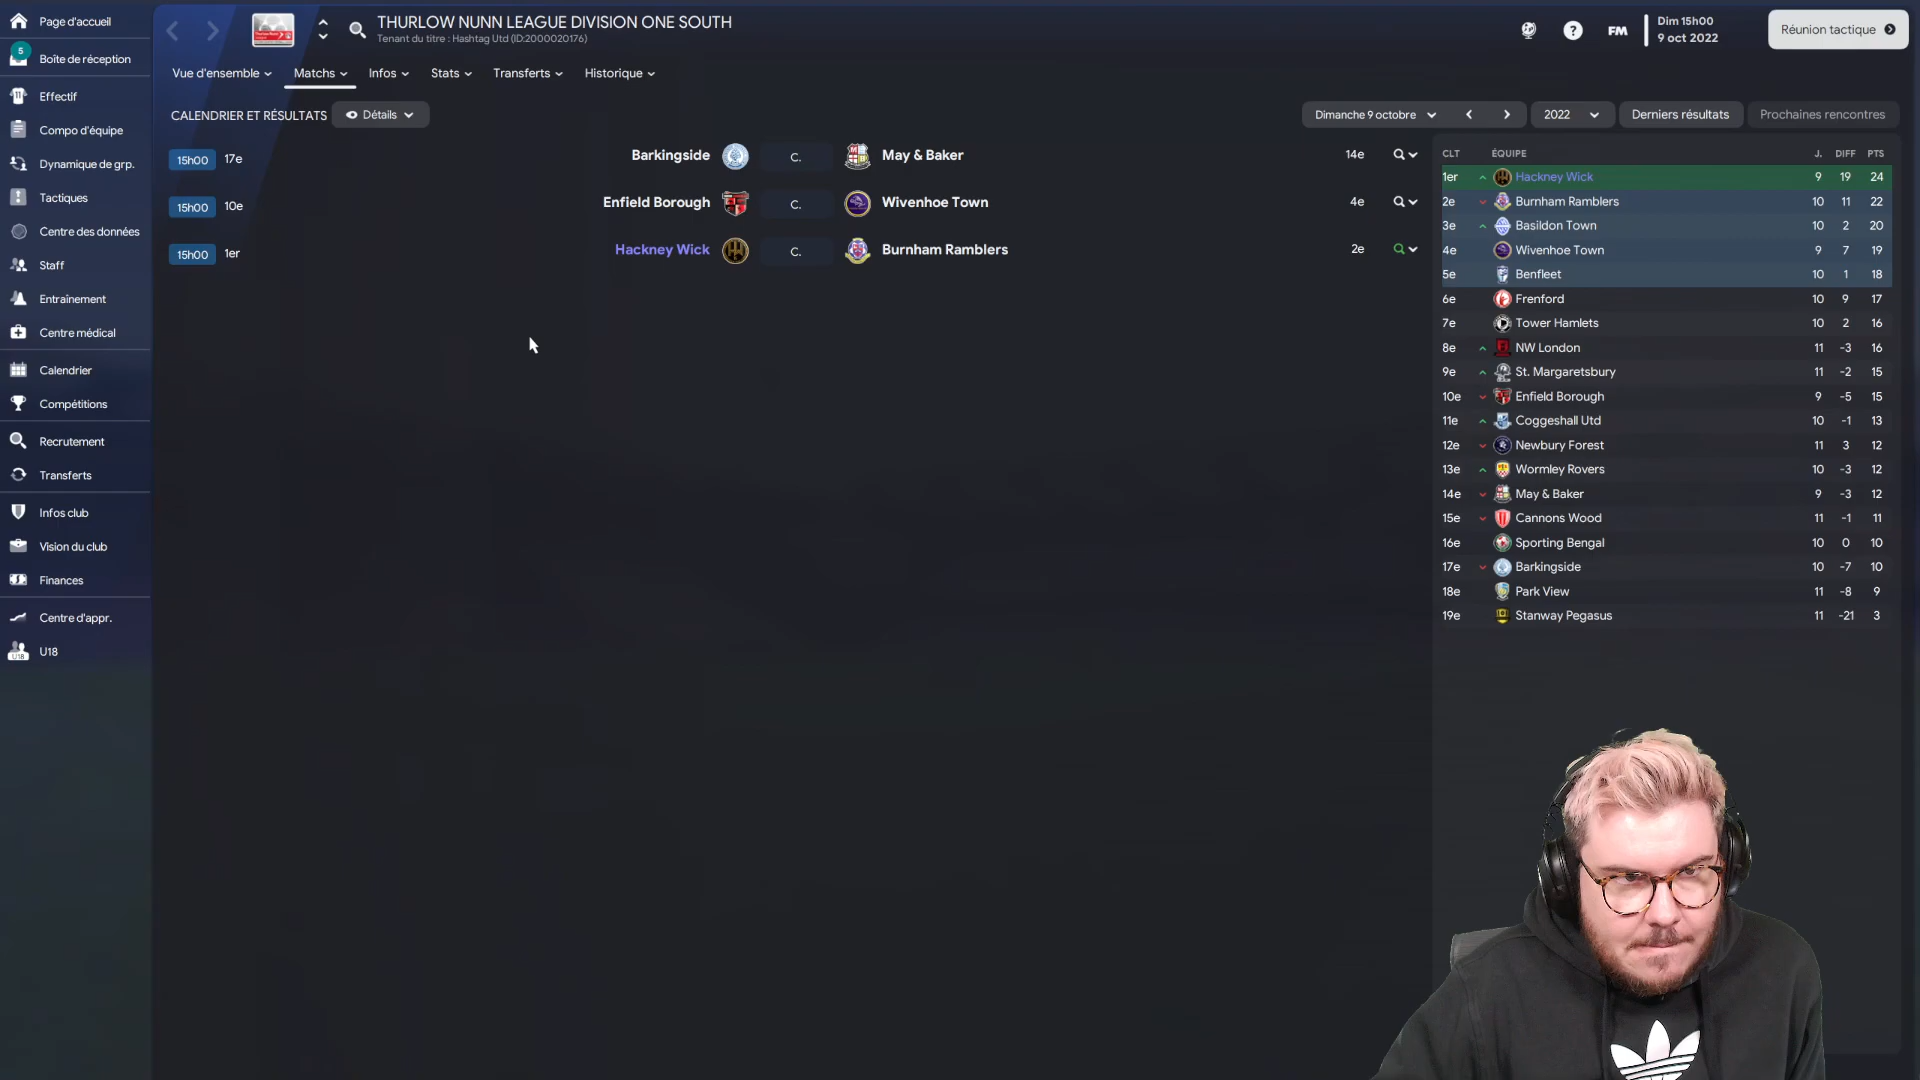 Page d'accueil
5
Boîte de réception
Effectif
Compo d'équipe
Dynamique de grp.
Tactiques
Centre des données
Staff
Entraînement
Centre médical
Calendrier
Compétitions
Recrutement
Transferts
Infos club
Vision du club
Finances
Centre d'appr.
U18
U18
THURLOW NUNN LEAGUE DIVISION ONE SOUTH
Tenant du titre : Hashtag Utd (ID:2000020176)
FM
Dim 15h00
9 oct 2022
Réunion tactique
Vue d'ensemble Matchs Infos Stats Transferts Historique
CALENDRIER ET RÉSULTATS Détails
Dimanche 9 octobre 2022 Derniers résultats Prochaines rencontres
15h00 17e Barkingside C. May & Baker 14e
15h00 10e Enfield Borough C. Wivenhoe Town 4e
15h00 1er Hackney Wick C. Burnham Ramblers 2e
CLT ÉQUIPE J. DIFF PTS
1er Hackney Wick 9 19 24
2e Burnham Ramblers 10 11 22
3e Basildon Town 10 2 20
4e Wivenhoe Town 9 7 19
5e Benfleet 10 1 18
6e Frenford 10 9 17
7e Tower Hamlets 10 2 16
8e NW London 11 -3 16
9e St. Margaretsbury 11 -2 15
10e Enfield Borough 9 -5 15
11e Coggeshall Utd 10 -1 13
12e Newbury Forest 11 3 12
13e Wormley Rovers 10 -3 12
14e May & Baker 9 -3 12
15e Cannons Wood 11 -1 11
16e Sporting Bengal 10 0 10
17e Barkingside 10 -7 10
18e Park View 11 -8 9
19e Stanway Pegasus 11 -21 3